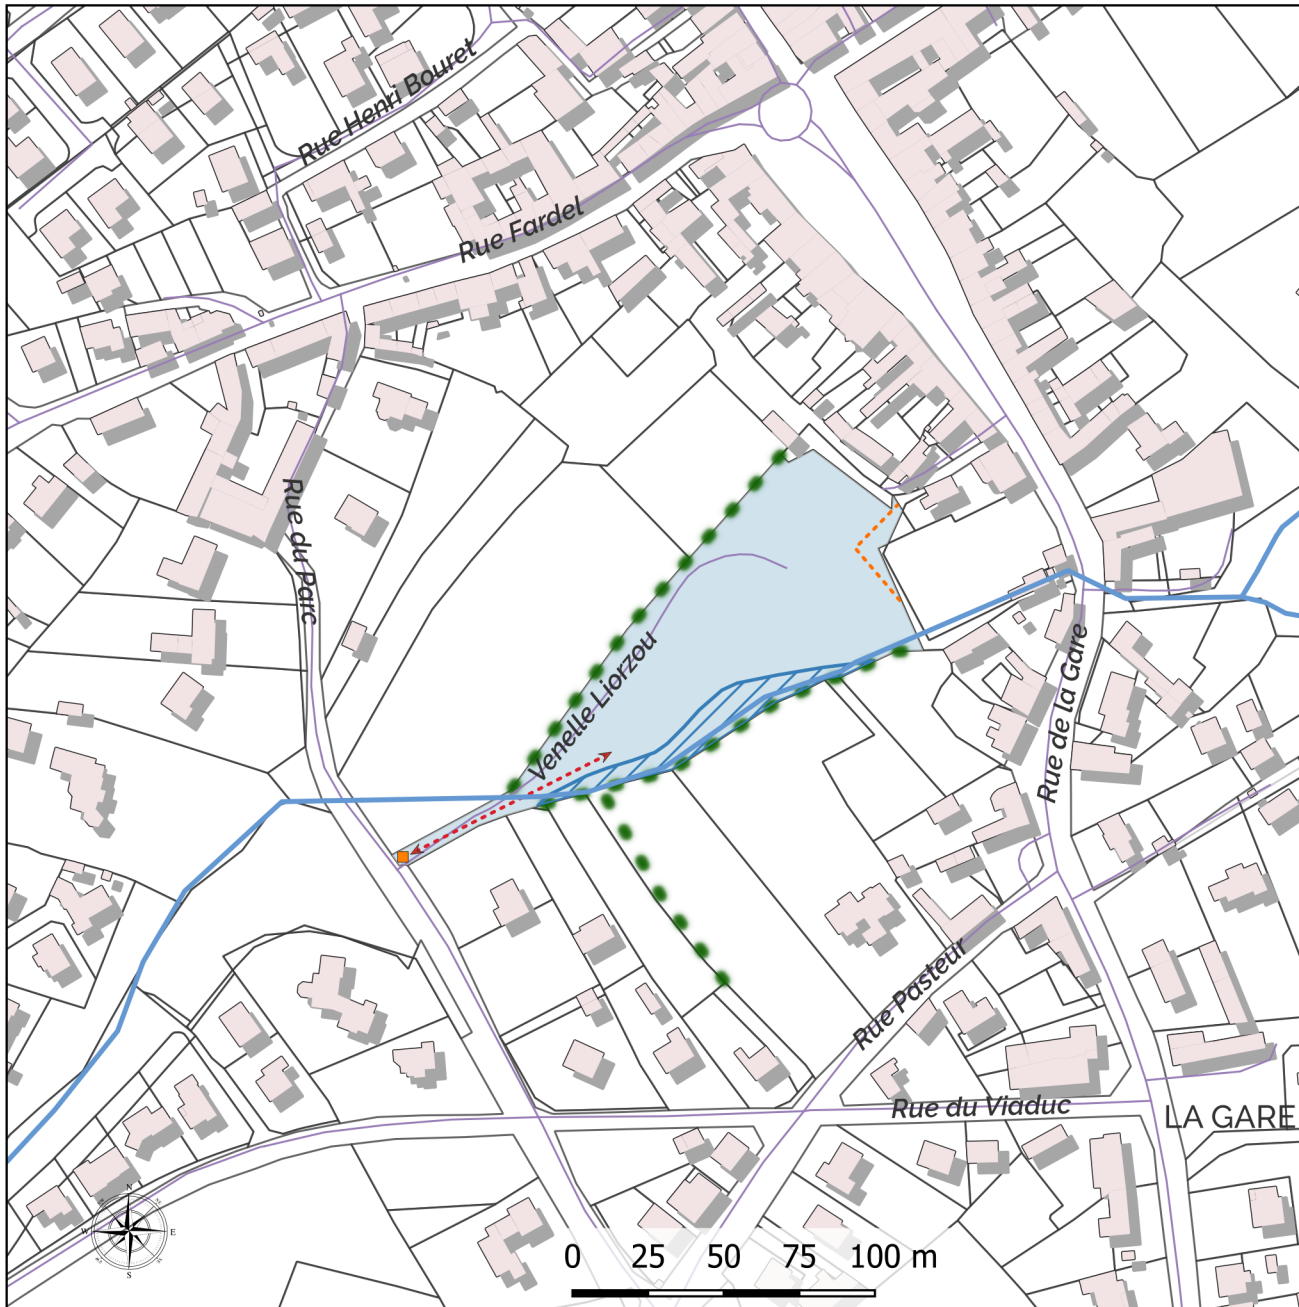 Rue Henri Bouret
Rue Fardel
Rue du Parc
Venelle Liorzou
Rue de la Gare
Rue Pasteur
Rue du Viaduc
LA GARE
N
W
E
S
0 25 50 75 100 m